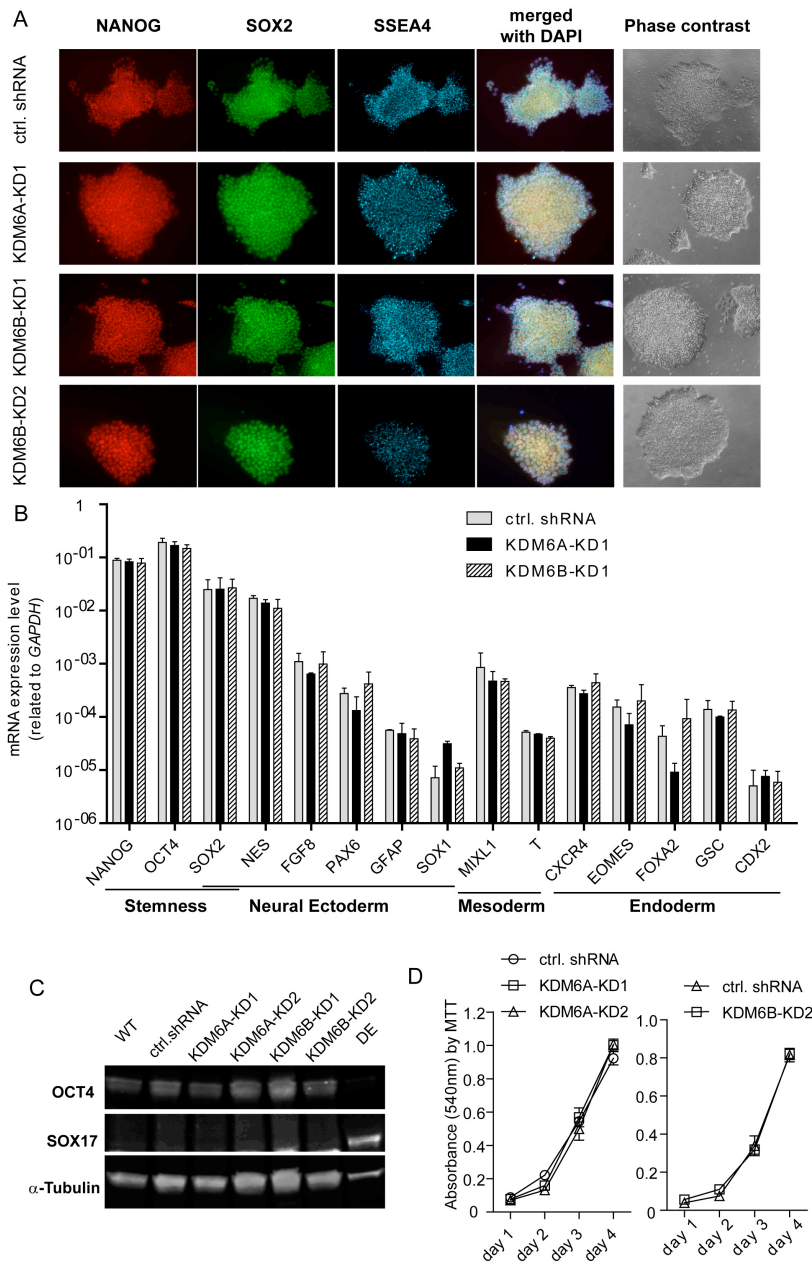 A
NANOG SOX2 SSEA4 merged with DAPI Phase contrast
ctrl. shRNA
KDM6A-KD1
KDM6B-KD1
KDM6B-KD2
B
mRNA expression level
(related to GAPDH)
1
10-01
10-02
10-03
10-04
10-05
10-06
ctrl. shRNA
KDM6A-KD1
KDM6B-KD1
NANOG OCT4 SOX2 NES FGF8 PAX6 GFAP SOX1 MIXL1 T CXCR4 EOMES FOXA2 GSC CDX2
Stemness Neural Ectoderm Mesoderm Endoderm
C
WT ctrl.shRNA KDM6A-KD1 KDM6A-KD2 KDM6B-KD1 KDM6B-KD2 DE
OCT4
SOX17
α-Tubulin
D
ctrl. shRNA
KDM6A-KD1
KDM6A-KD2
Absorbance (540nm) by MTT
1.2
1.0
0.8
0.6
0.4
0.2
0
day 1 day 2 day 3 day 4
ctrl. shRNA
KDM6B-KD2
1.0
0.8
0.6
0.4
0.2
0
day 1 day 2 day 3 day 4